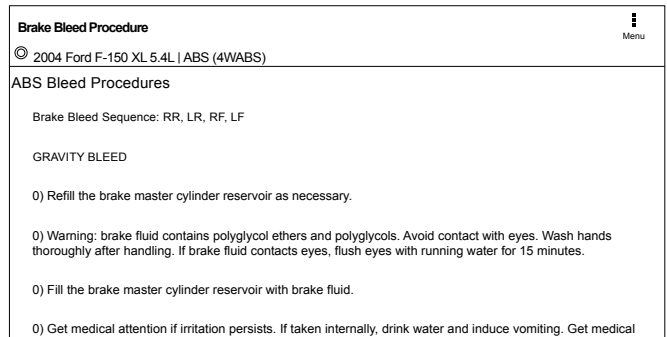 Brake Bleed Procedure
Menu
2004 Ford F-150 XL 5.4L | ABS (4WABS)
ABS Bleed Procedures
Brake Bleed Sequence: RR, LR, RF, LF
GRAVITY BLEED
0) Refill the brake master cylinder reservoir as necessary.
0) Warning: brake fluid contains polyglycol ethers and polyglycols. Avoid contact with eyes. Wash hands
thoroughly after handling. If brake fluid contacts eyes, flush eyes with running water for 15 minutes.
0) Fill the brake master cylinder reservoir with brake fluid.
0) Get medical attention if irritation persists. If taken internally, drink water and induce vomiting. Get medical